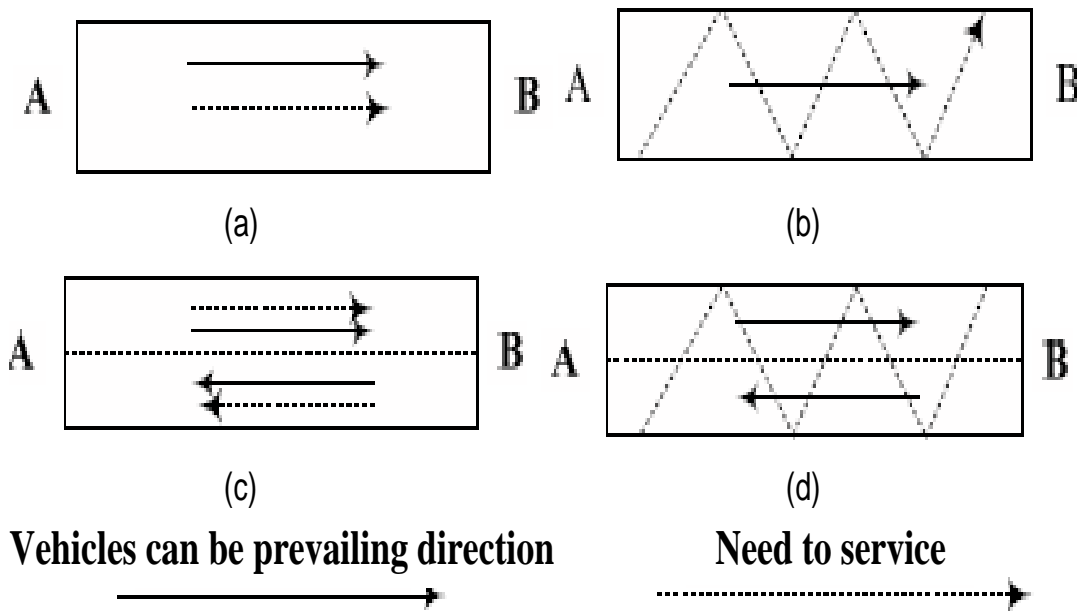 A B A B
(a) (b)
A B A B
(c) (d)
Vehicles can be prevailing direction Need to service